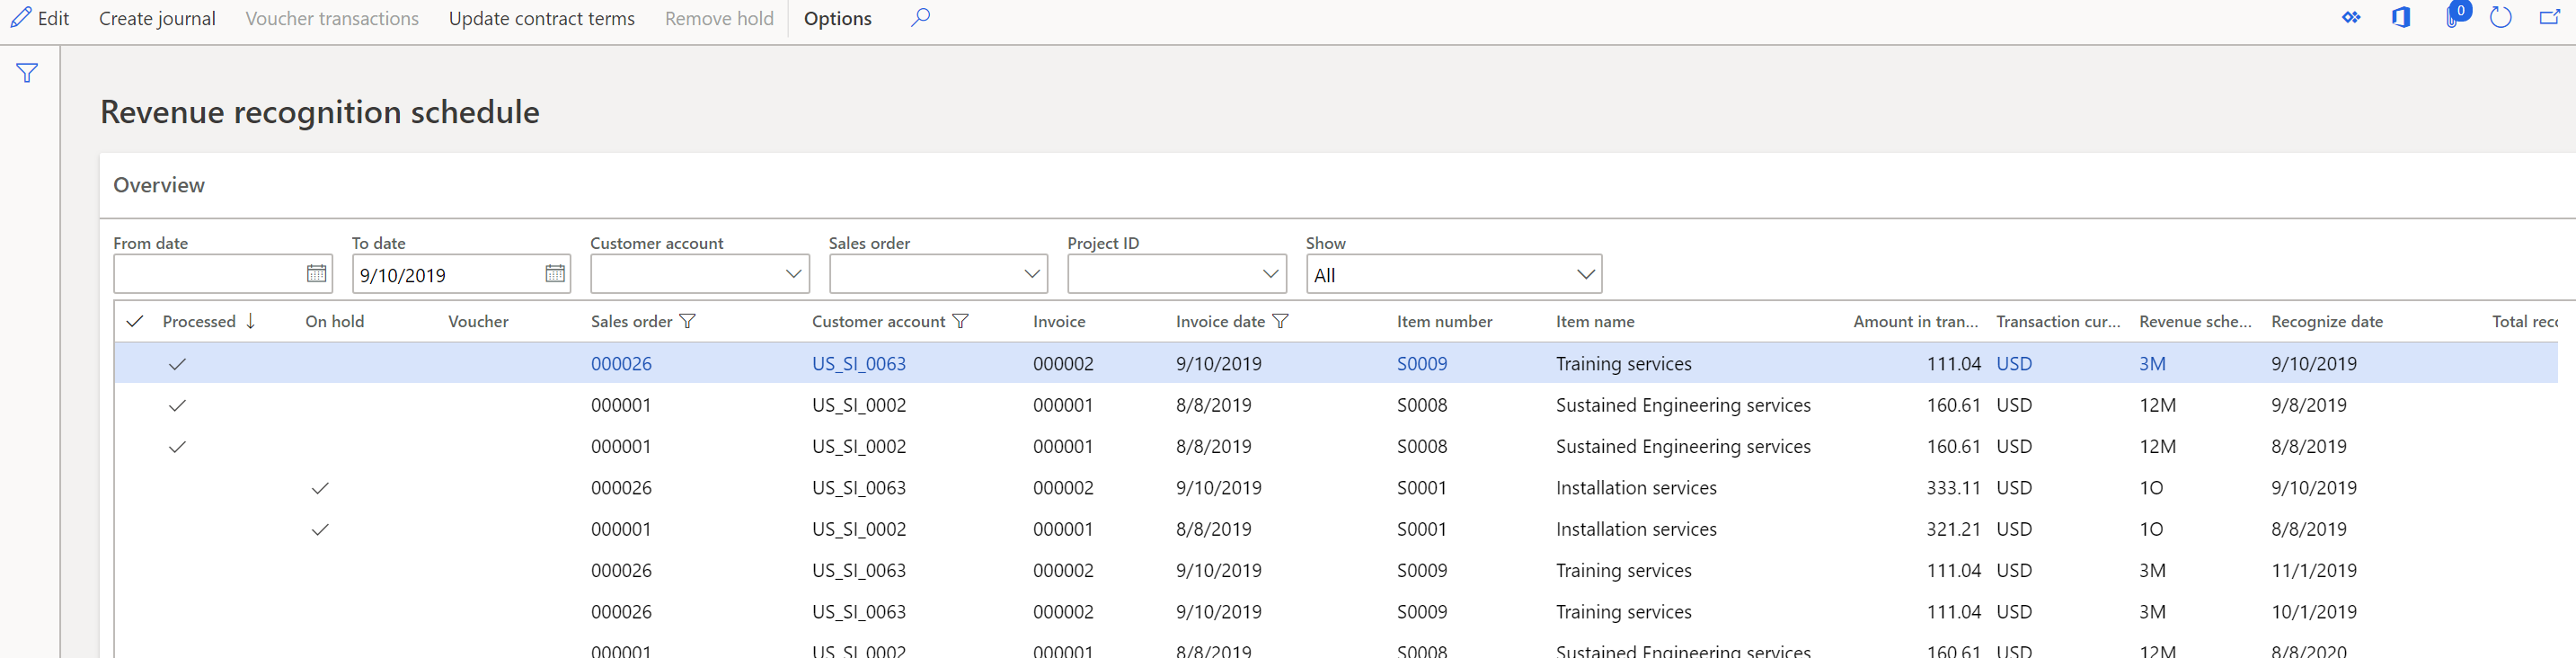 Edit Create journal Voucher transactions Update contract terms Remove hold Options 0
Revenue recognition schedule
Overview
From date To date Customer account Sales order Project ID Show
9/10/2019 All
Processed On hold Voucher Sales order Customer account Invoice Invoice date Item number Item name Amount in tran... Transaction cur... Revenue sche... Recognize date Total reco
000026 US_SI_0063 000002 9/10/2019 S0009 Training services 111.04 USD 3M 9/10/2019
000001 US_SI_0002 000001 8/8/2019 S0008 Sustained Engineering services 160.61 USD 12M 9/8/2019
000001 US_SI_0002 000001 8/8/2019 S0008 Sustained Engineering services 160.61 USD 12M 8/8/2019
000026 US_SI_0063 000002 9/10/2019 S0001 Installation services 333.11 USD 1O 9/10/2019
000001 US_SI_0002 000001 8/8/2019 S0001 Installation services 321.21 USD 1O 8/8/2019
000026 US_SI_0063 000002 9/10/2019 S0009 Training services 111.04 USD 3M 11/1/2019
000026 US_SI_0063 000002 9/10/2019 S0009 Training services 111.04 USD 3M 10/1/2019
000001 US_SI_0002 000001 8/8/2019 S0008 Sustained Engineering services 160.61 USD 12M 8/8/2020